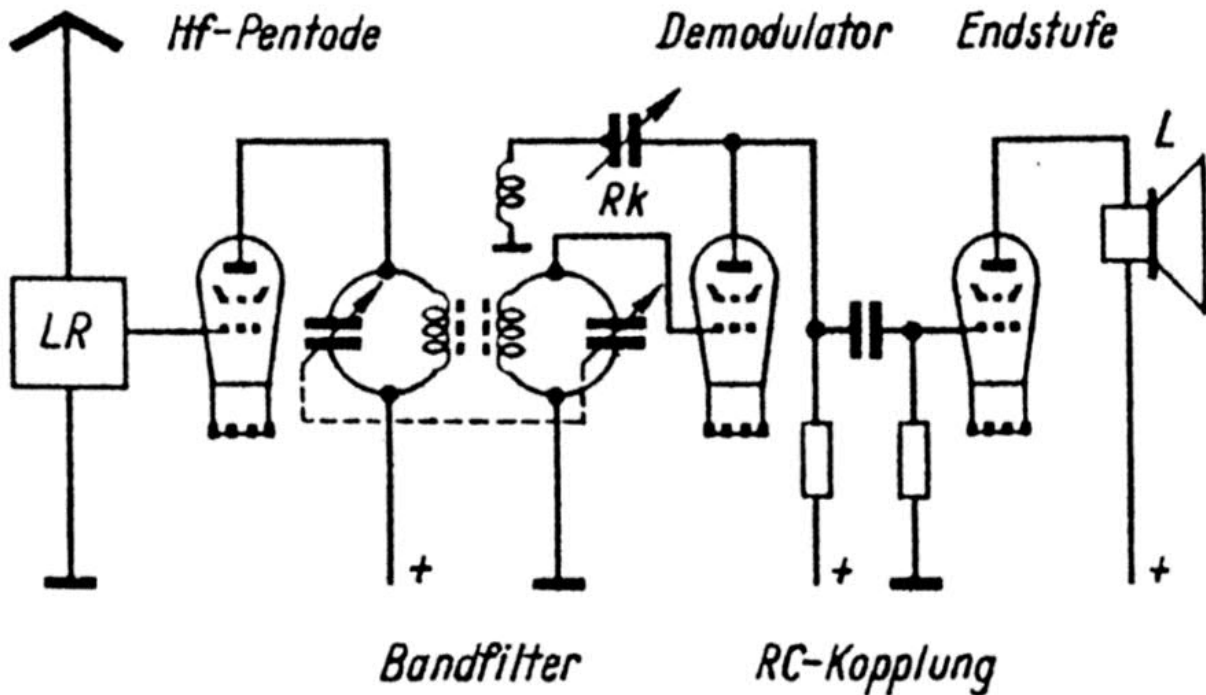 Hf-Pentode
Demodulator
Endstufe
L
Rk
LR
+
+
+
Bandfilter
RC-Kopplung